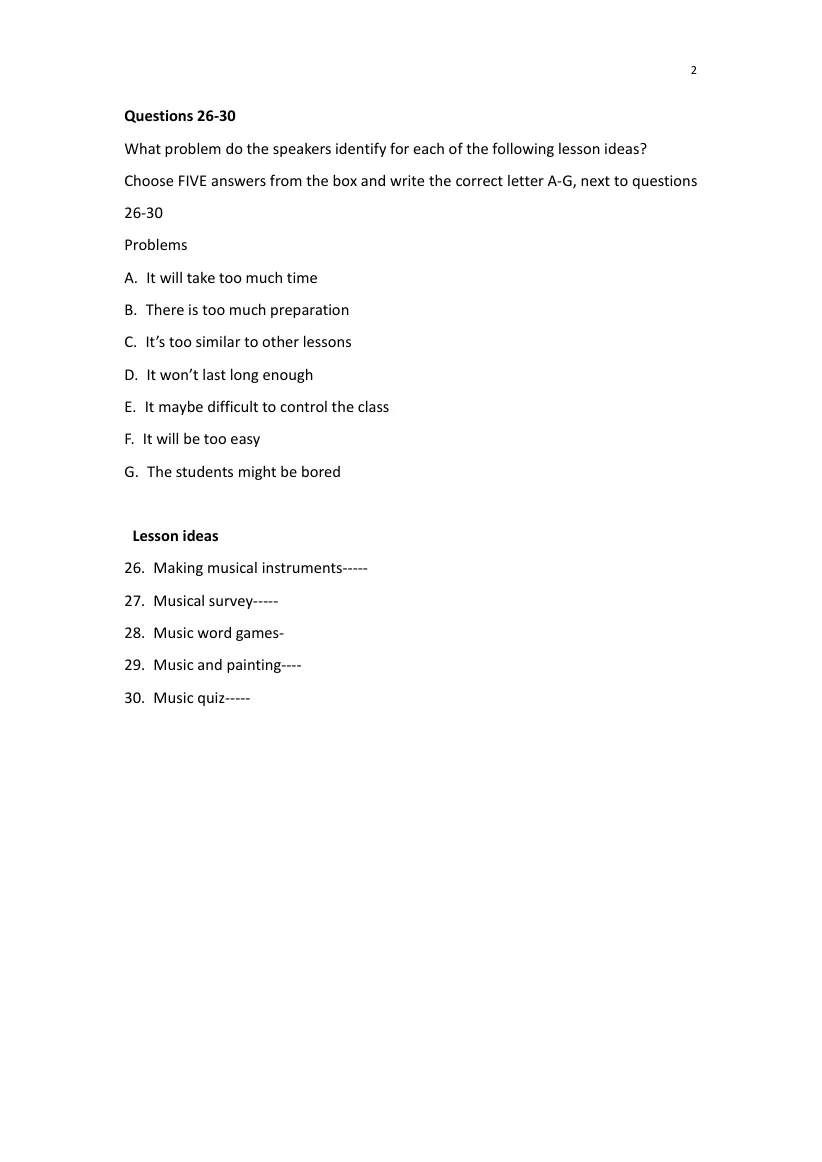 2
Questions 26-30
What problem do the speakers identify for each of the following lesson ideas?
Choose FIVE answers from the box and write the correct letter A-G, next to questions
26-30
Problems
A. It will take too much time
B. There is too much preparation
C. It’s too similar to other lessons
D. It won’t last long enough
E. It maybe difficult to control the class
F. It will be too easy
G. The students might be bored
Lesson ideas
26. Making musical instruments-----
27. Musical survey-----
28. Music word games-
29. Music and painting----
30. Music quiz-----